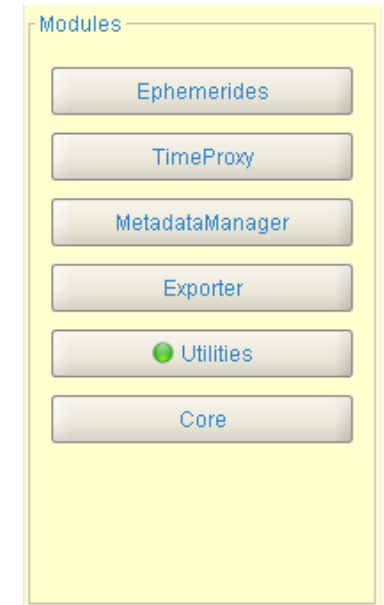 Modules
Ephemerides
TimeProxy
MetadataManager
Exporter
Utilities
Core